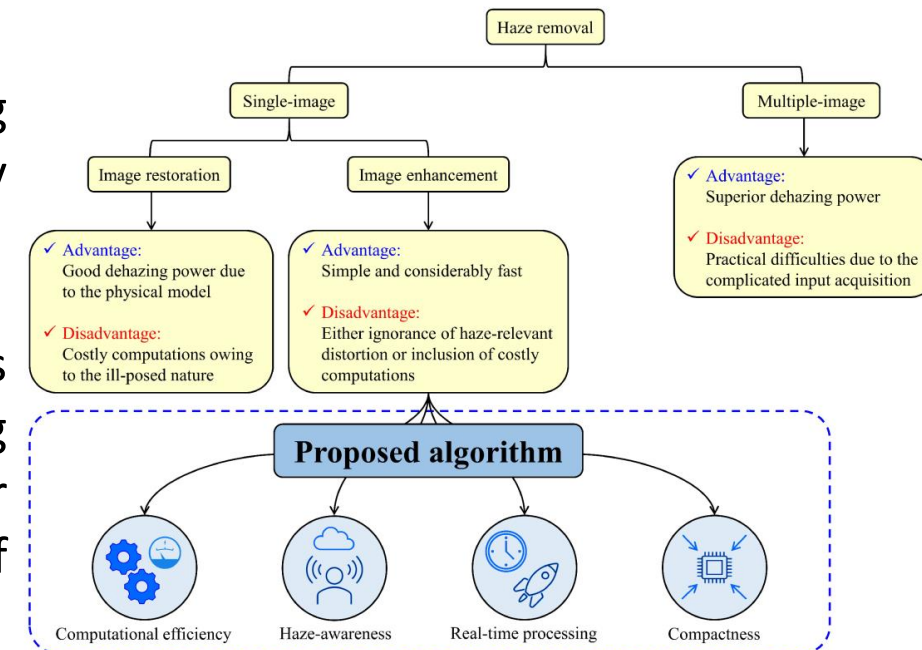 Haze removal
Single-image
Multiple-image
Image restoration
Image enhancement
✓ Advantage:
Good dehazing power due
to the physical model
✓ Disadvantage:
Costly computations owing
to the ill-posed nature
✓ Advantage:
Simple and considerably fast
✓ Disadvantage:
Either ignorance of haze-relevant
distortion or inclusion of costly
computations
✓ Advantage:
Superior dehazing power
✓ Disadvantage:
Practical difficulties due to the
complicated input acquisition
Proposed algorithm
Computational efficiency
Haze-awareness
Real-time processing
Compactness